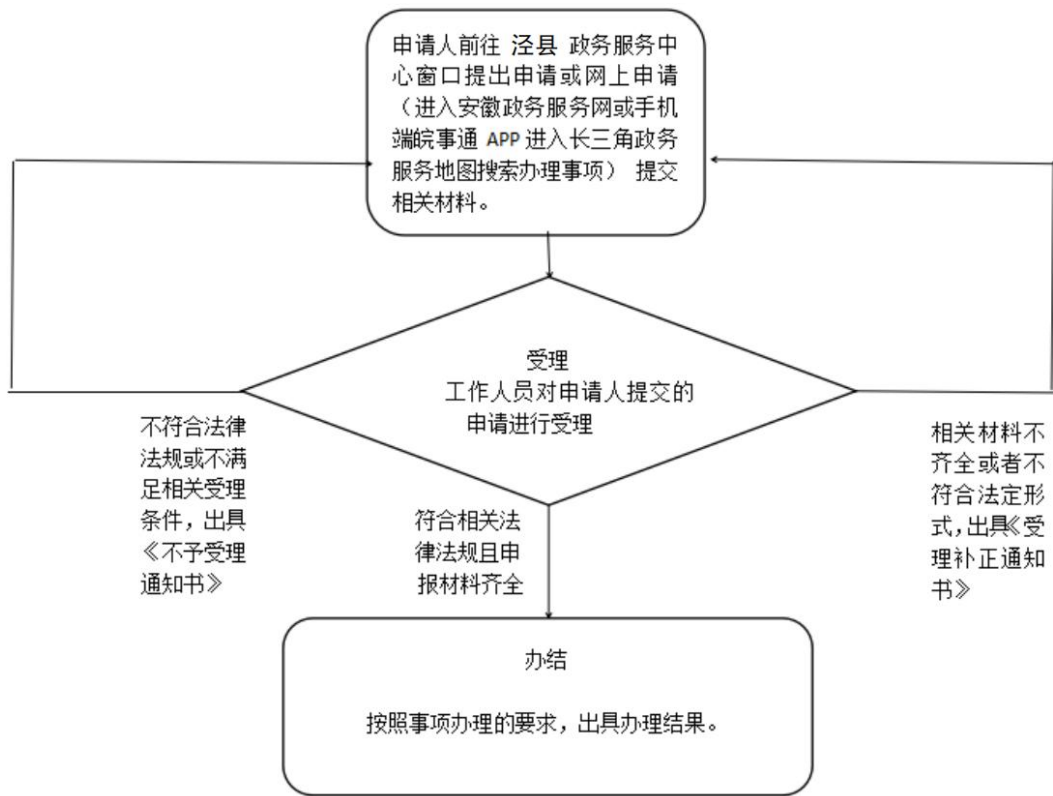 申请人前往 泾县 政务服务中
心窗口提出申请或网上申请
（进入安徽政务服务网或手机
端皖事通 APP 进入长三角政务
服务地图搜索办理事项） 提交
相关材料。
受理
工作人员对申请人提交的
申请进行受理
不符合法律
法规或不满
足相关受理
条件，出具
《不予受理
通知书》
符合相关法
律法规且申
报材料齐全
相关材料不
齐全或者不
符合法定形
式，出具《受
理补正通知
书》
办结
按照事项办理的要求，出具办理结果。